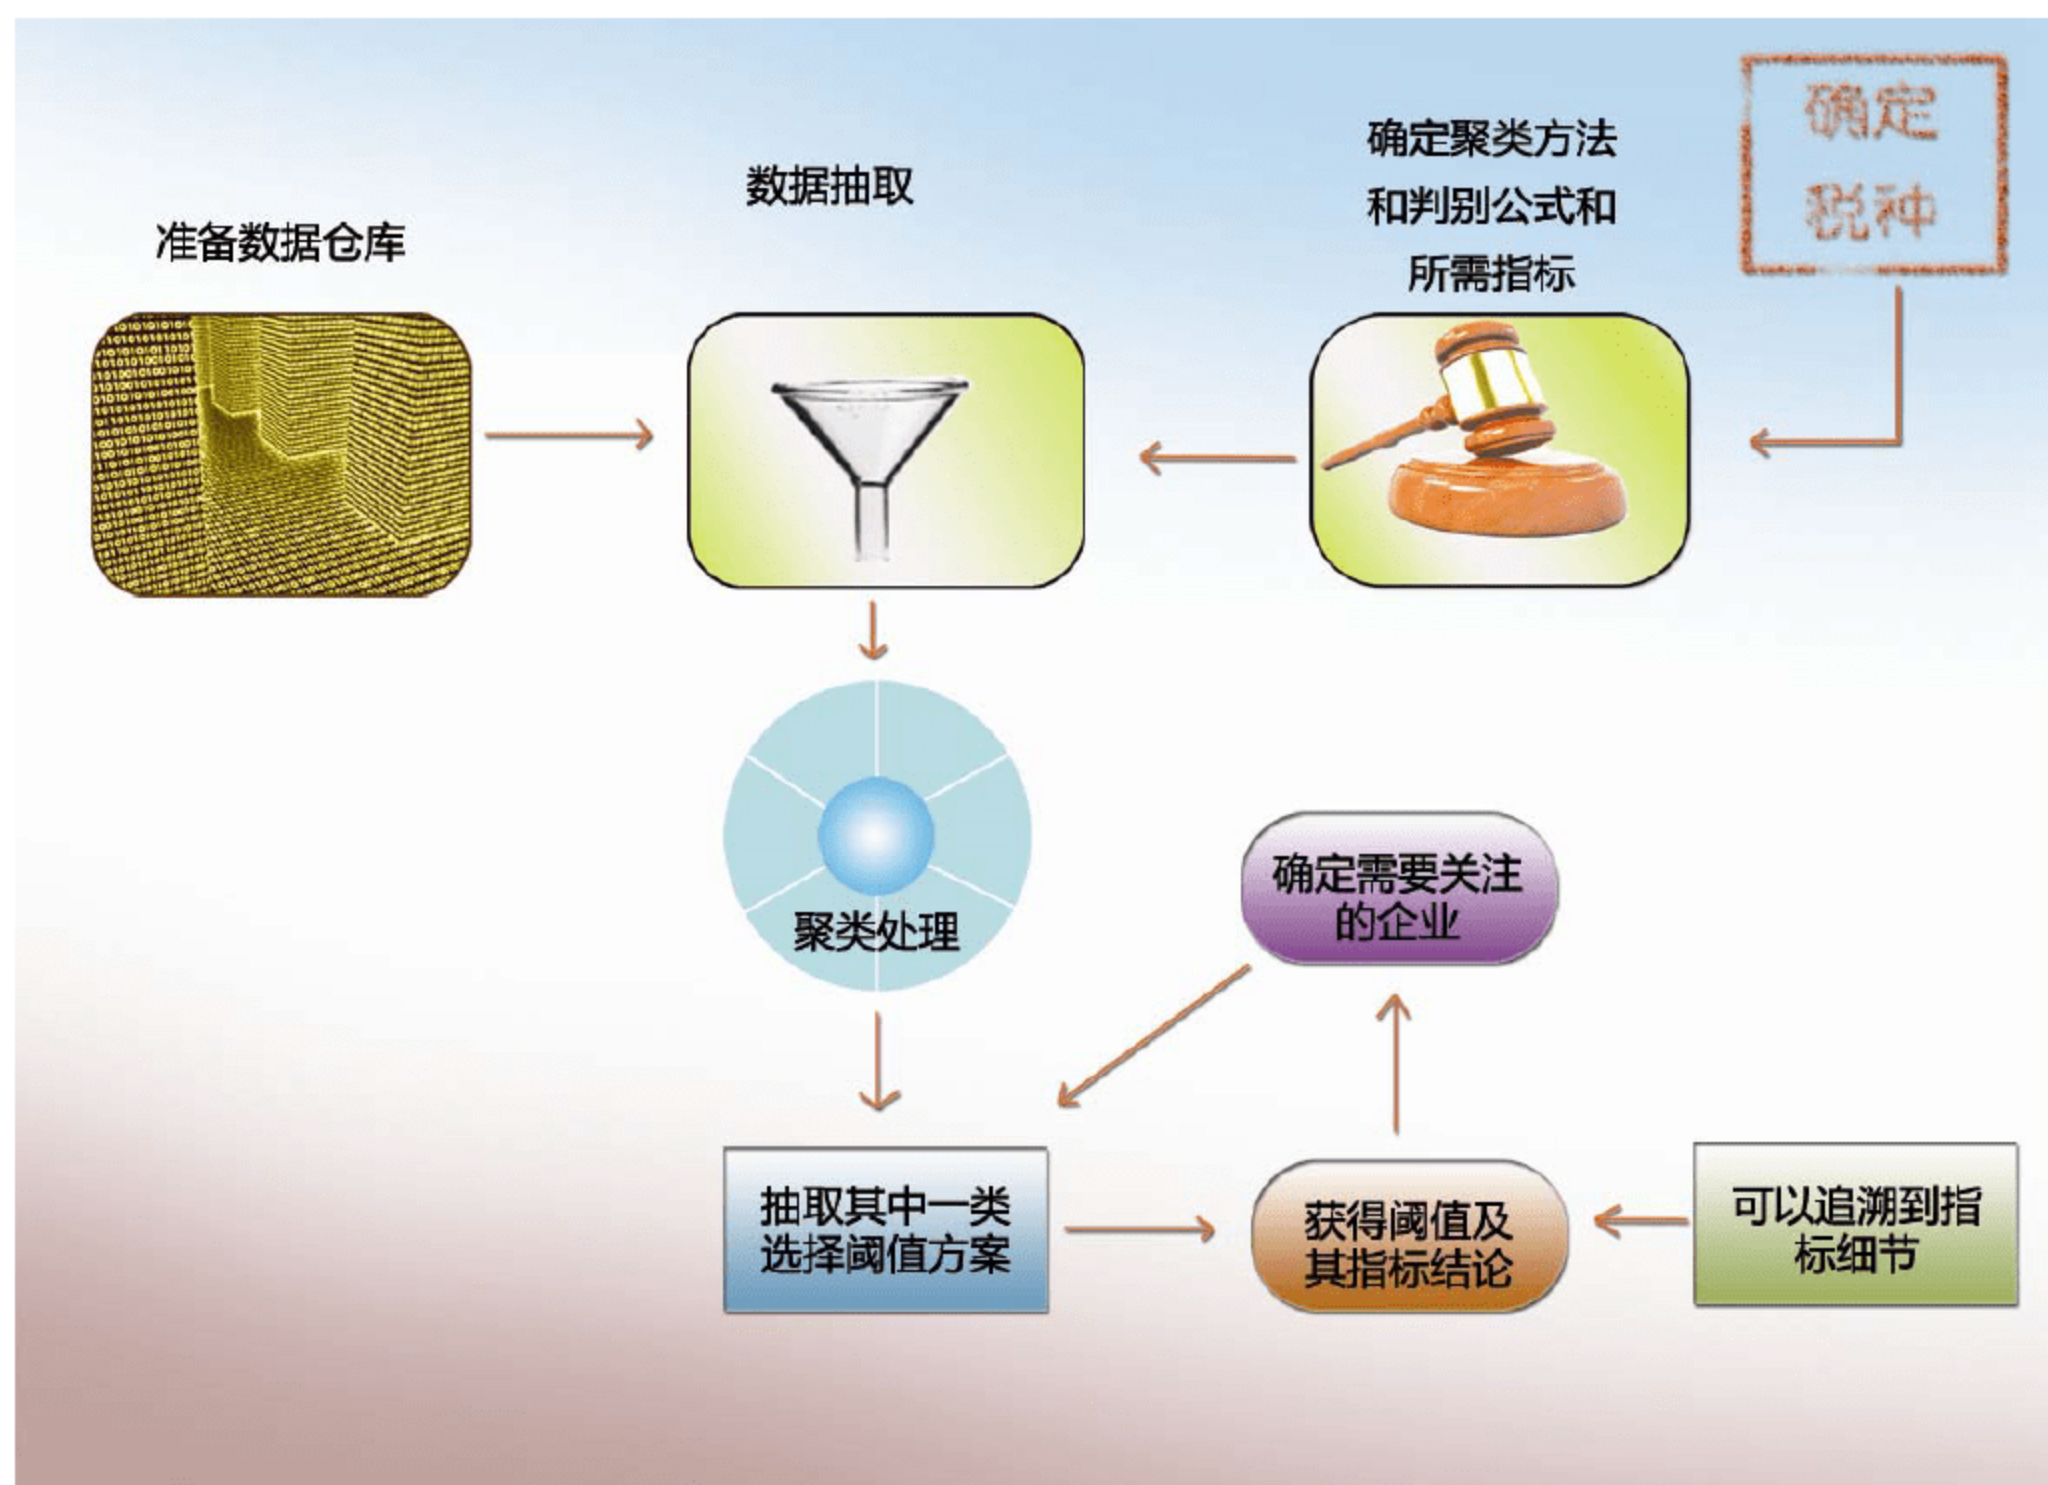 确定
税种
确定聚类方法
和判别公式和
所需指标
数据抽取
准备数据仓库
聚类处理
确定需要关注
的企业
抽取其中一类
选择阈值方案
获得阈值及
其指标结论
可以追溯到指
标细节